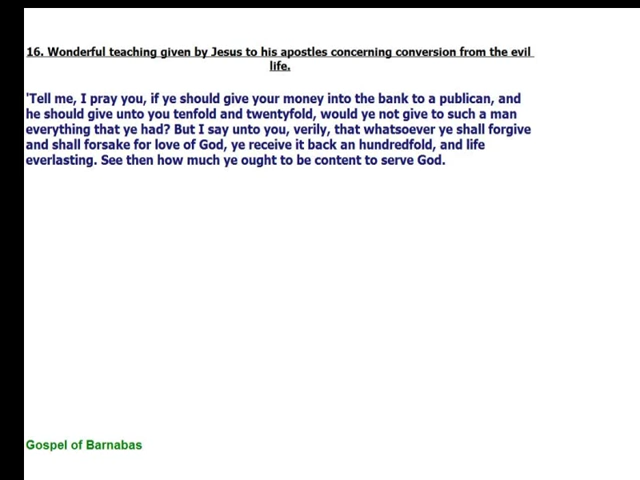 16. Wonderful teaching given by Jesus to his apostles concerning conversion from the evil
life.
'Tell me, I pray you, if ye should give your money into the bank to a publican, and
he should give unto you tenfold and twentyfold, would ye not give to such a man
everything that ye had? But I say unto you, verily, that whatsoever ye shall forgive
and shall forsake for love of God, ye receive it back an hundredfold, and life
everlasting. See then how much ye ought to be content to serve God.
Gospel of Barnabas